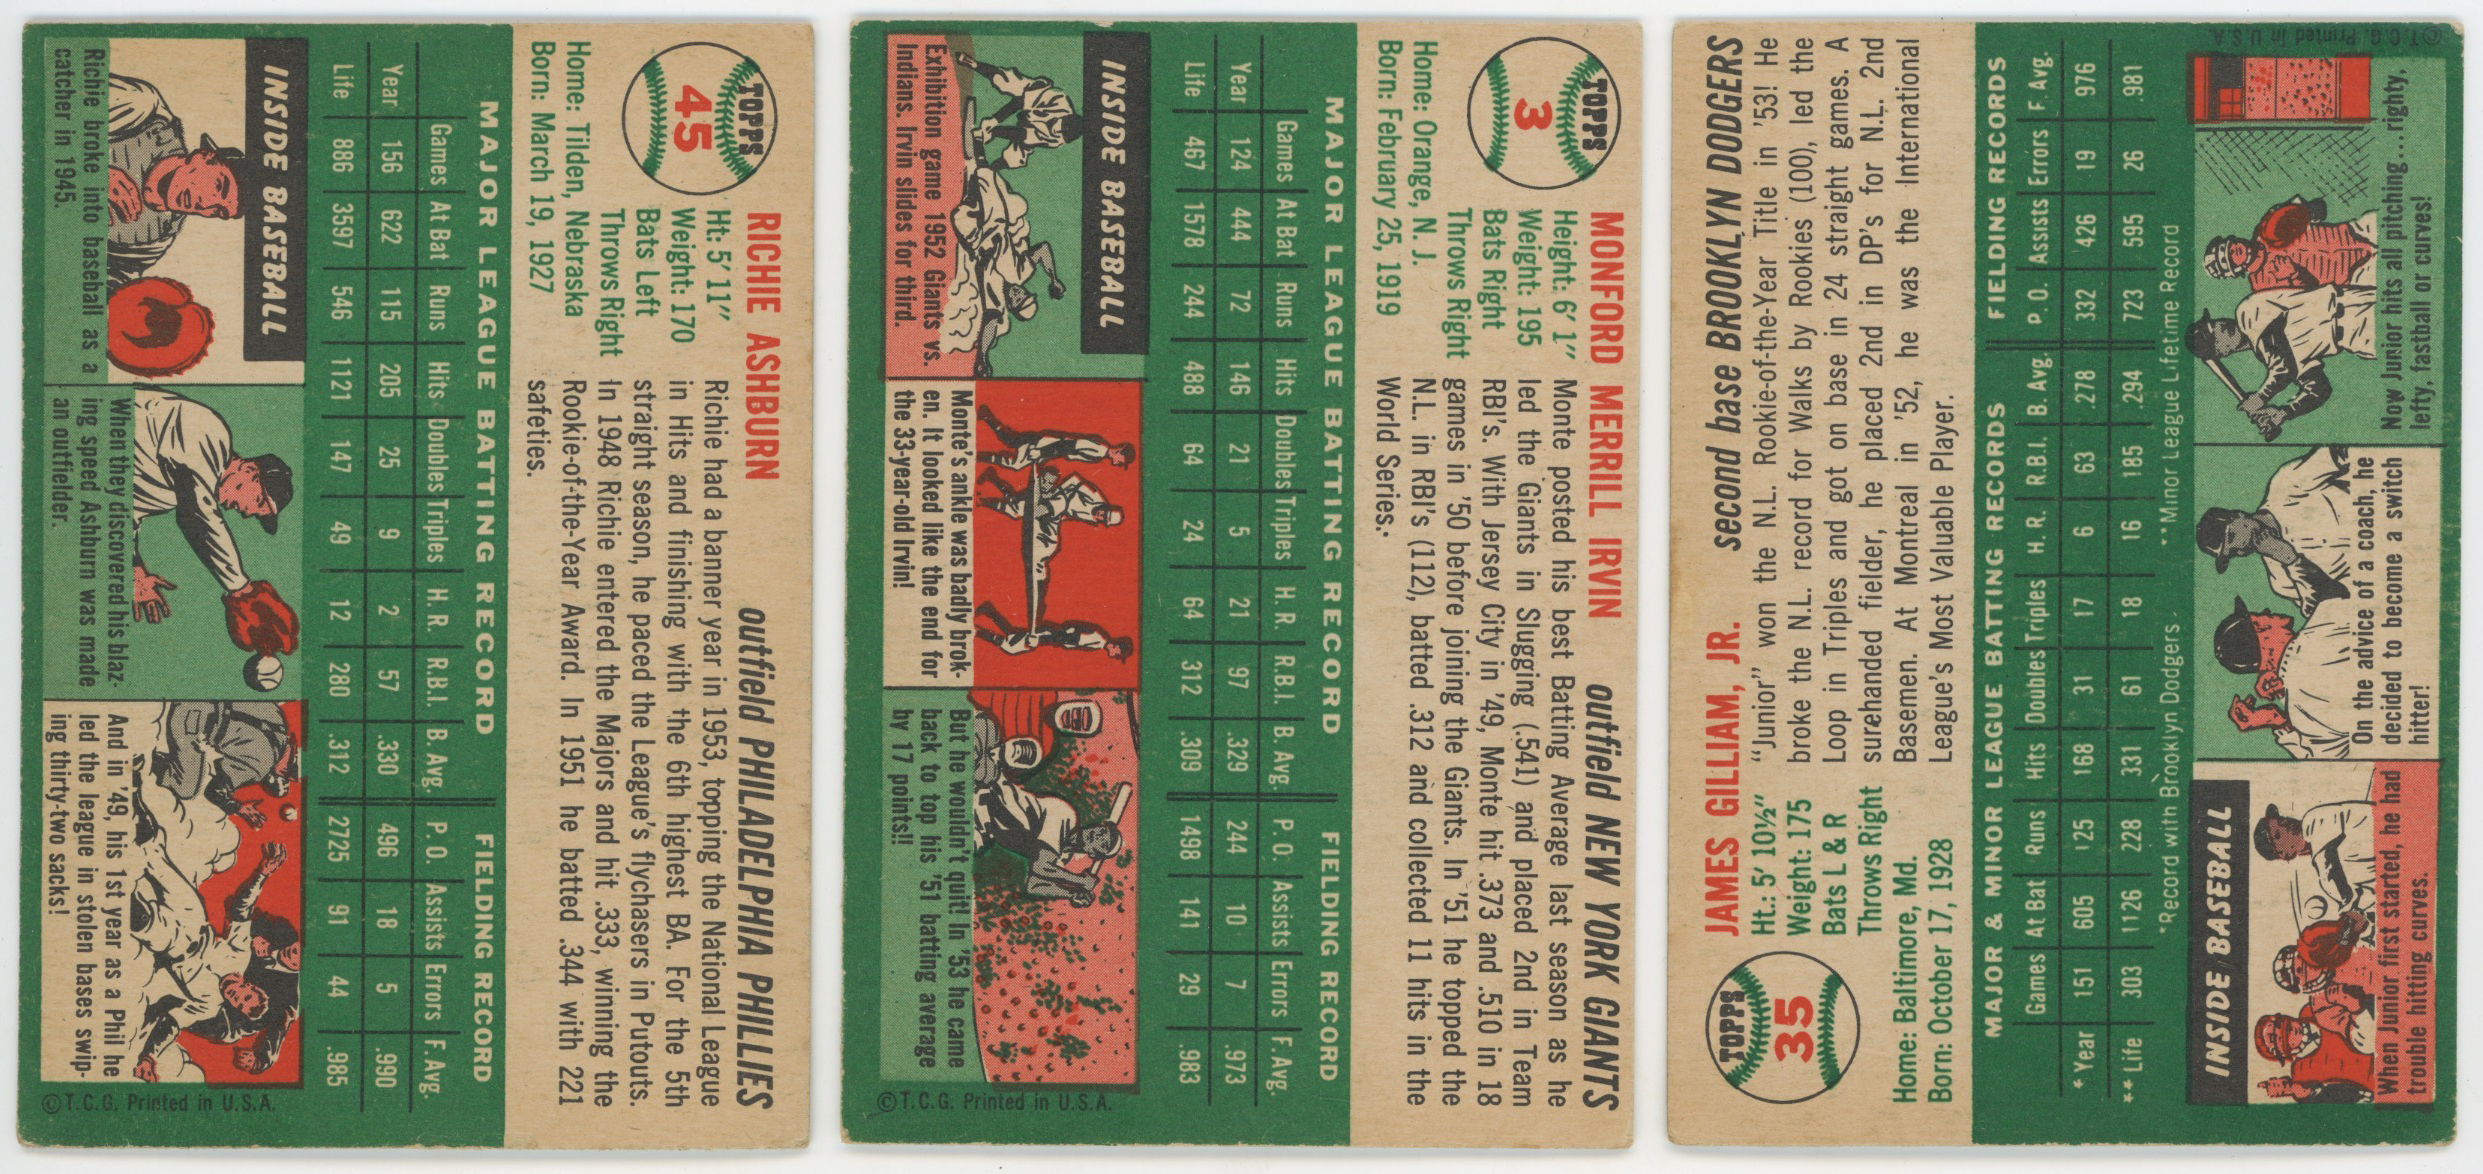 TOPPS
45
RICHIE ASHBURN
outfield PHILADELPHIA PHILLIES
Ht: 5' 11"
Weight: 170
Bats Left
Throws Right
Home: Tilden, Nebraska
Born: March 19, 1927
Richie had a banner year in 1953, topping the National League
in Hits and finishing with the 6th highest BA. For the 5th
straight season, he paced the League's flychasers in Putouts.
In 1948 Richie entered the Majors and hit .333, winning the
Rookie-of-the-Year Award. In 1951 he batted .344 with 221
safeties.
MAJOR LEAGUE BATTING RECORD
FIELDING RECORD
Games At Bat Runs Hits Doubles Triples H. R. R.B.I. B. Avg. P. O. Assists Errors F. Avg.
Year 156 622 115 205 25 9 2 57 .330 496 18 5 .990
Life 886 3597 546 1121 147 49 12 280 .312 2725 91 44 .985
INSIDE BASEBALL
Richie broke into baseball as a
catcher in 1945.
When they discovered his blaz-
ing speed Ashburn was made
an outfielder.
And in '49, his 1st year as a Phil he
led the league in stolen bases swip-
ing thirty-two sacks!
©T.C.G. Printed in U.S.A.
TOPPS
3
MONFORD MERRILL IRVIN
outfield NEW YORK GIANTS
Height: 6' 1"
Weight: 195
Bats Right
Throws Right
Home: Orange, N. J.
Born: February 25, 1919
Monte posted his best Batting Average last season as he
led the Giants in Slugging (.541) and placed 2nd in Team
RBI's. With Jersey City in '49, Monte hit .373 and .510 in 18
games in '50 before joining the Giants. In '51 he topped the
N.L. in RBI's (112), batted .312 and collected 11 hits in the
World Series.
MAJOR LEAGUE BATTING RECORD
FIELDING RECORD
Games At Bat Runs Hits Doubles Triples H. R. R.B.I. B. Avg. P. O. Assists Errors F. Avg.
Year 124 444 72 146 21 5 21 97 .329 244 10 7 .973
Life 467 1578 244 488 64 24 64 312 .309 1498 141 29 .983
INSIDE BASEBALL
Exhibition game 1952 Giants vs.
Indians. Irvin slides for third.
Monte's ankle was badly brok-
en. It looked like the end for
the 33-year-old Irvin!
But he wouldn't quit! In '53 he came
back to top his '51 batting average
by 17 points!!
©T.C.G. Printed in U.S.A.
TOPPS
35
JAMES GILLIAM, JR.
second base BROOKLYN DODGERS
Ht.: 5' 10½"
Weight: 175
Bats L & R
Throws Right
Home: Baltimore, Md.
Born: October 17, 1928
"Junior" won the N.L. Rookie-of-the-Year Title in '53! He
broke the N.L. record for Walks by Rookies (100), led the
Loop in Triples and got on base in 24 straight games. A
surehanded fielder, he placed 2nd in DP's for N.L. 2nd
Basemen. At Montreal in '52, he was the International
League's Most Valuable Player.
MAJOR & MINOR LEAGUE BATTING RECORDS
FIELDING RECORDS
Games At Bat Runs Hits Doubles Triples H. R. R.B.I. B. Avg. P. O. Assists Errors F. Avg.
* Year 151 605 125 168 31 17 6 63 .278 332 426 19 976
** Life 303 1126 228 331 61 18 16 185 .294 723 595 26 .981
*Record with Brooklyn Dodgers
**Minor League Lifetime Record
INSIDE BASEBALL
When Junior first started, he had
trouble hitting curves.
On the advice of a coach, he
decided to become a switch
hitter!
Now Junior hits all pitching...righty,
lefty, fastball or curves!
©T.C.G. Printed in U.S.A.